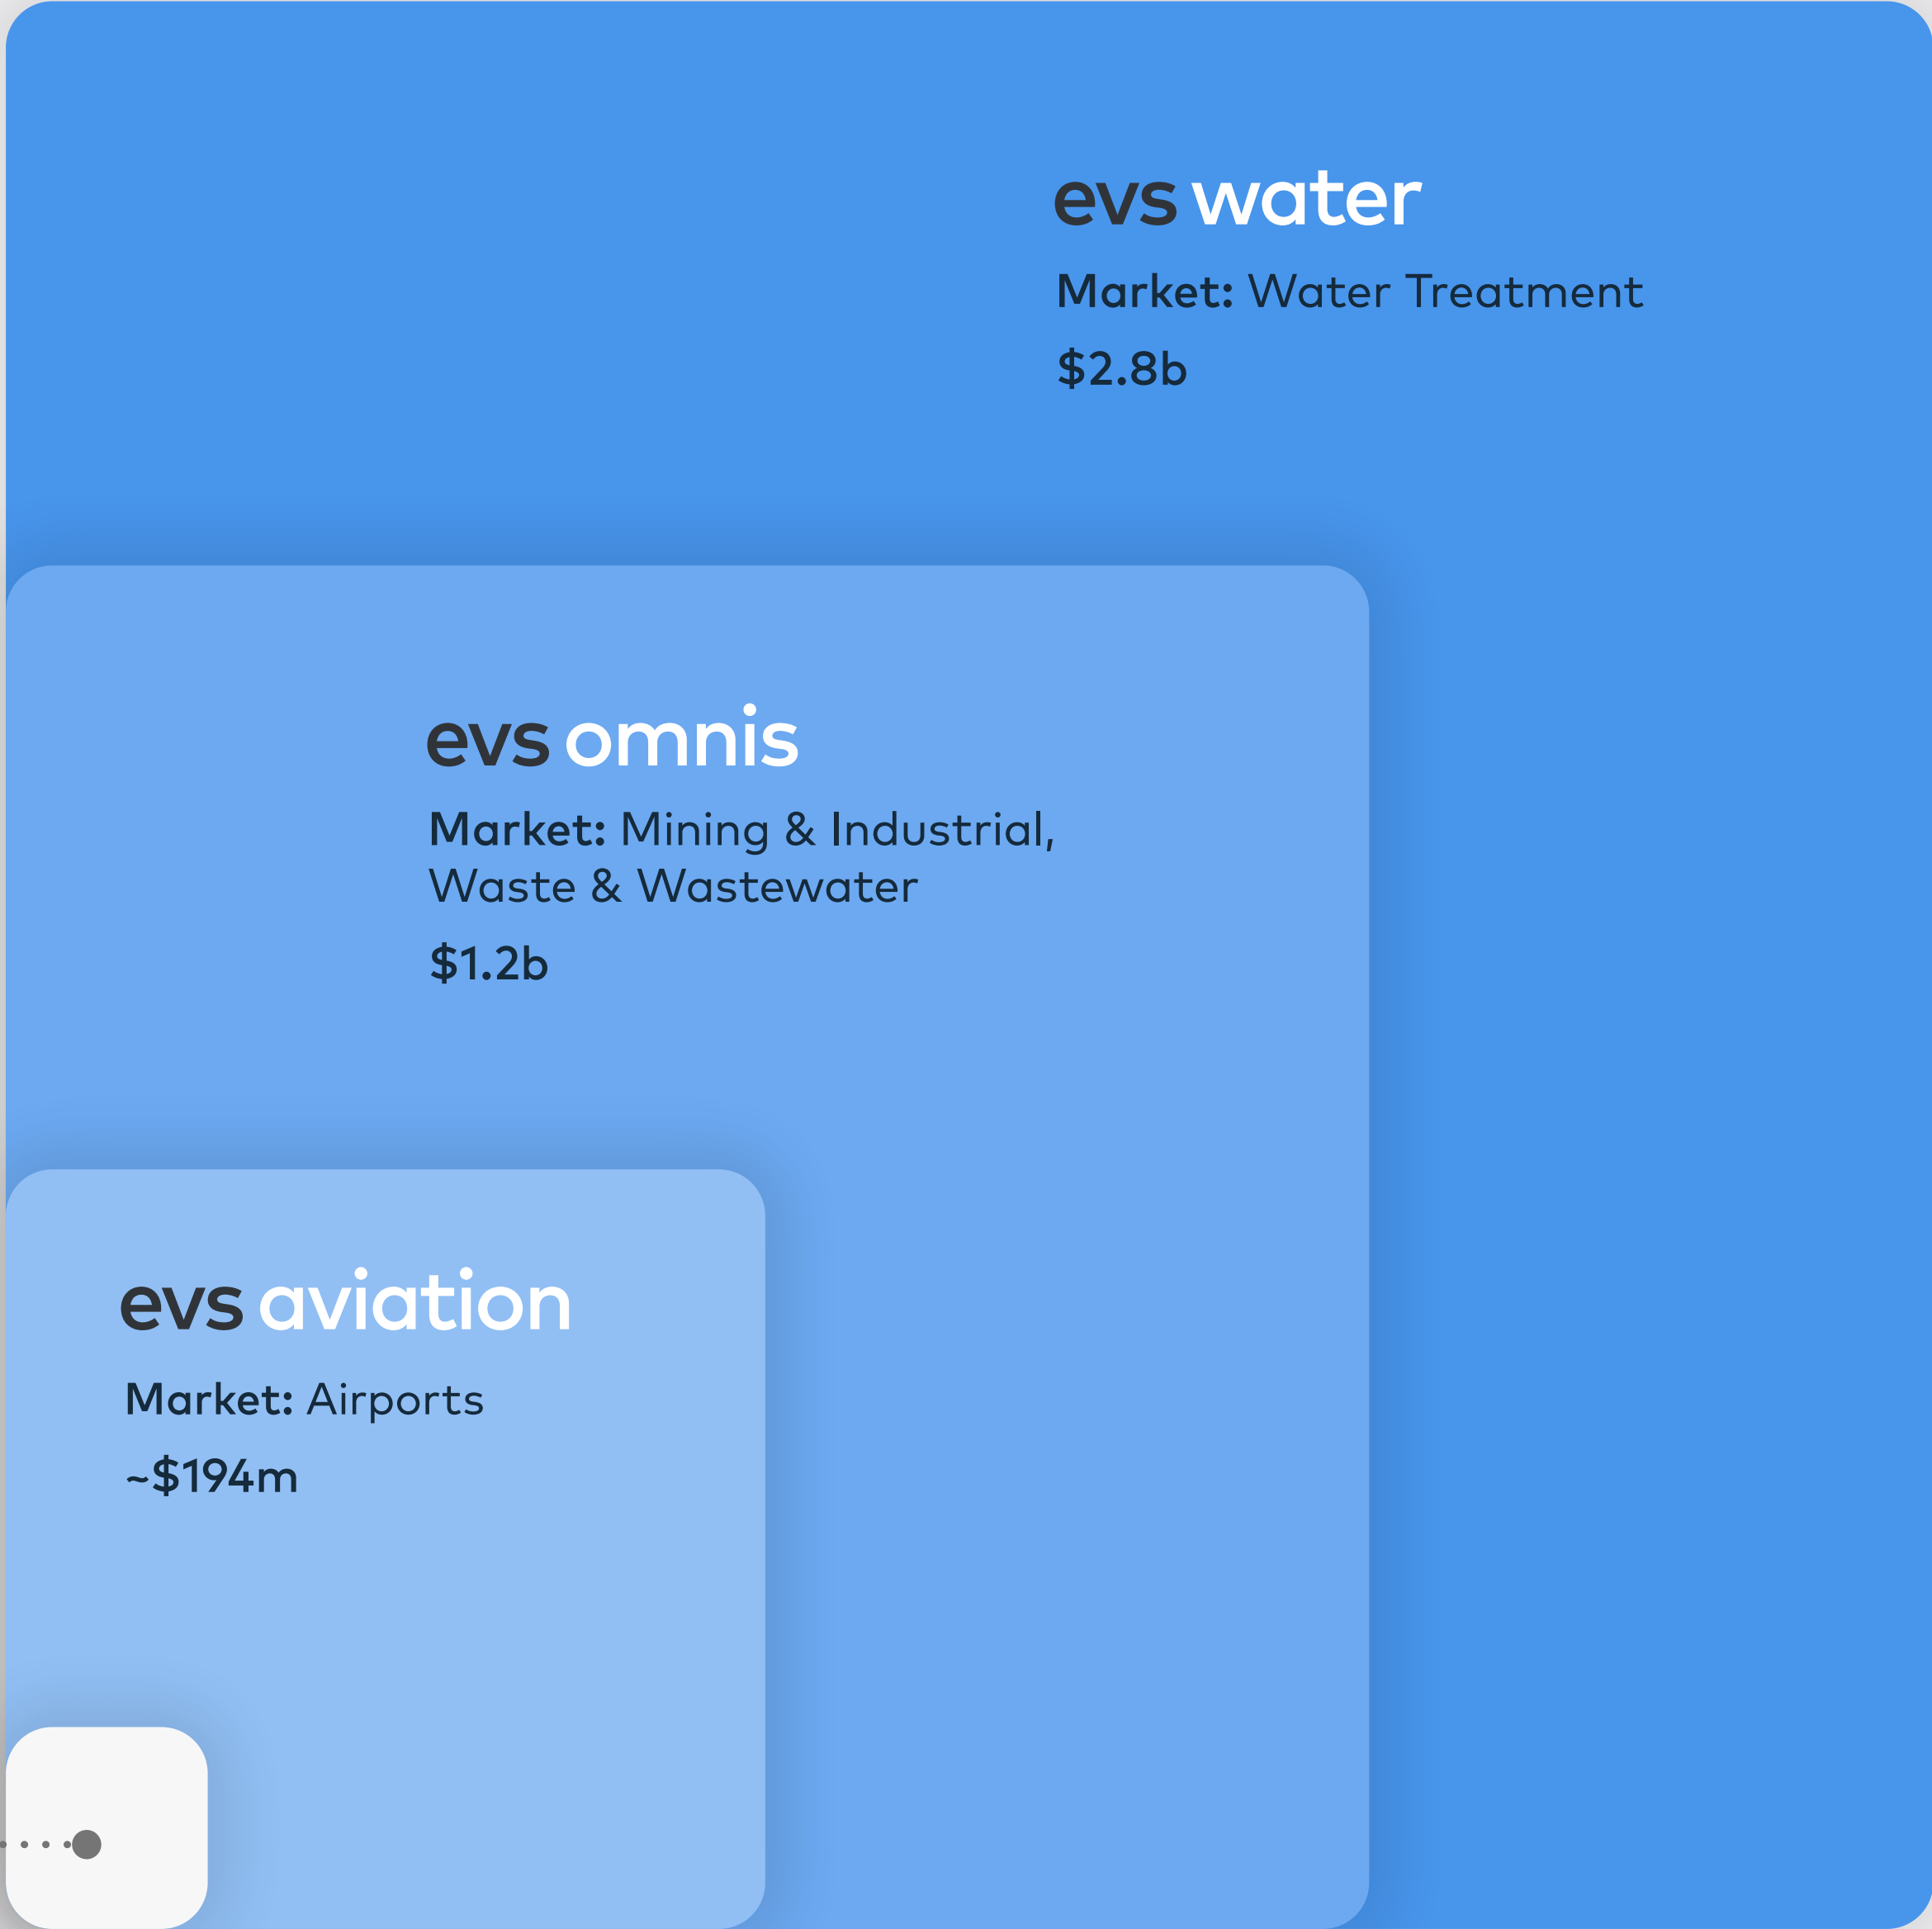 evs water
Market: Water Treatment
$2.8b
evs omnis
Market: Mining & Industrial,
Waste & Wastewater
$1.2b
evs aviation
Market: Airports
~$194m